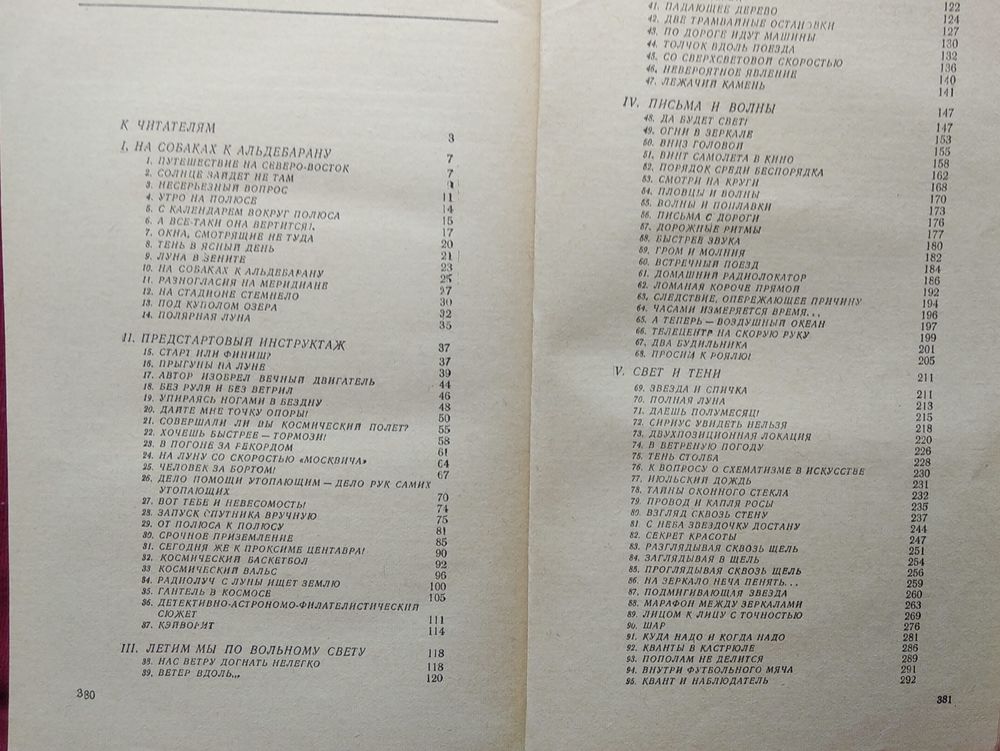 К ЧИТАТЕЛЯМ 3
I. НА СОБАКАХ К АЛЬДЕБАРАНУ 7
1. ПУТЕШЕСТВИЕ НА СЕВЕРО-ВОСТОК 7
2. СОЛНЦЕ ЗАЙДЕТ НЕ ТАМ 9
3. НЕСЕРЬЕЗНЫЙ ВОПРОС 11
4. УТРО НА ПОЛЮСЕ 14
5. С КАЛЕНДАРЕМ ВОКРУГ ПОЛЮСА 15
6. А ВСЕ-ТАКИ ОНА ВЕРТИТСЯ!. 17
7. ОКНА, СМОТРЯЩИЕ НЕ ТУДА 20
8. ТЕНЬ В ЯСНЫЙ ДЕНЬ 21
9. ЛУНА В ЗЕНИТЕ 23
10. НА СОБАКАХ К АЛЬДЕБАРАНУ 25
11. РАЗНОГЛАСИЯ НА МЕРИДИАНЕ 27
12. НА СТАДИОНЕ СТЕМНЕЛО 30
13. ПОД КУПОЛОМ ОЗЕРА 32
14. ПОЛЯРНАЯ ЛУНА 35
II. ПРЕДСТАРТОВЫЙ ИНСТРУКТАЖ 37
15. СТАРТ ИЛИ ФИНИШ? 37
16. ПРЫГУНЫ НА ЛУНЕ 39
17. АВТОР ИЗОБРЕЛ ВЕЧНЫЙ ДВИГАТЕЛЬ 44
18. БЕЗ РУЛЯ И БЕЗ ВЕТРИЛ 46
19. УПИРАЯСЬ НОГАМИ В БЕЗДНУ 48
20. ДАЙТЕ МНЕ ТОЧКУ ОПОРЫ! 50
21. СОВЕРШАЛИ ЛИ ВЫ КОСМИЧЕСКИЙ ПОЛЕТ? 55
22. ХОЧЕШЬ БЫСТРЕЕ — ТОРМОЗИ! 58
23. В ПОГОНЕ ЗА РЕКОРДОМ 61
24. НА ЛУНУ СО СКОРОСТЬЮ «МОСКВИЧА» 64
25. ЧЕЛОВЕК ЗА БОРТОМ! 67
26. ДЕЛО ПОМОЩИ УТОПАЮЩИМ — ДЕЛО РУК САМИХ
УТОПАЮЩИХ 70
27. ВОТ ТЕБЕ И НЕВЕСОМОСТЬ! 74
28. ЗАПУСК СПУТНИКА ВРУЧНУЮ 75
29. ОТ ПОЛЮСА К ПОЛЮСУ 81
30. СРОЧНОЕ ПРИЗЕМЛЕНИЕ 85
31. СЕГОДНЯ ЖЕ К ПРОКСИМЕ ЦЕНТАВРА! 90
32. КОСМИЧЕСКИЙ БАСКЕТБОЛ 92
33 КОСМИЧЕСКИЙ ВАЛЬС 96
34. РАДИОЛУЧ С ЛУНЫ ИЩЕТ ЗЕМЛЮ 100
35. ГАНТЕЛЬ В КОСМОСЕ 105
36. ДЕТЕКТИВНО-АСТРОНОМО-ФИЛАТЕЛИСТИЧЕСКИЙ
СЮЖЕТ 111
37. КЭЙВОРИТ 114
III. ЛЕТИМ МЫ ПО ВОЛЬНОМУ СВЕТУ 118
38. НАС ВЕТРУ ДОГНАТЬ НЕЛЕГКО 118
39. ВЕТЕР ВДОЛЬ... 120
380
41. ПАДАЮЩЕЕ ДЕРЕВО 122
42. ДВЕ ТРАМВАЙНЫЕ ОСТАНОВКИ 124
43. ПО ДОРОГЕ ИДУТ МАШИНЫ 127
44. ТОЛЧОК ВДОЛЬ ПОЕЗДА 130
45. СО СВЕРХСВЕТОВОЙ СКОРОСТЬЮ 132
46. НЕВЕРОЯТНОЕ ЯВЛЕНИЕ 136
47. ЛЕЖАЧИЙ КАМЕНЬ 140
141
IV. ПИСЬМА И ВОЛНЫ 147
48. ДА БУДЕТ СВЕТ! 147
49. ОГНИ В ЗЕРКАЛЕ 153
50. ВНИЗ ГОЛОВОЙ 155
51. ВИНТ САМОЛЕТА В КИНО 158
52. ПОРЯДОК СРЕДИ БЕСПОРЯДКА 162
53. СМОТРИ НА КРУГИ 168
54. ПЛОВЦЫ И ВОЛНЫ 170
55. ВОЛНЫ И ПОПЛАВКИ 173
56. ПИСЬМА С ДОРОГИ 176
57. ДОРОЖНЫЕ РИТМЫ 177
58. БЫСТРЕЕ ЗВУКА 180
59. ГРОМ И МОЛНИЯ 182
60. ВСТРЕЧНЫЙ ПОЕЗД 184
61. ДОМАШНИЙ РАДИОЛОКАТОР 186
62. ЛОМАНАЯ КОРОЧЕ ПРЯМОЙ 192
63. СЛЕДСТВИЕ, ОПЕРЕЖАЮЩЕЕ ПРИЧИНУ 194
64. ЧАСАМИ ИЗМЕРЯЕТСЯ ВРЕМЯ... 196
65. А ТЕПЕРЬ — ВОЗДУШНЫЙ ОКЕАН 197
66. ТЕЛЕЦЕНТР НА СКОРУЮ РУКУ 199
67. ДВА БУДИЛЬНИКА 201
68. ПРОСИМ К РОЯЛЮ! 205
V. СВЕТ И ТЕНИ 211
69. ЗВЕЗДА И СПИЧКА 211
70. ПОЛНАЯ ЛУНА 213
71. ДАЕШЬ ПОЛУМЕСЯЦ! 215
72. СИРИУС УВИДЕТЬ НЕЛЬЗЯ 218
73. ДВУХПОЗИЦИОННАЯ ЛОКАЦИЯ 220
74. В ВЕТРЕНУЮ ПОГОДУ 226
75. ТЕНЬ СТОЛБА 228
76. К ВОПРОСУ О СХЕМАТИЗМЕ В ИСКУССТВЕ 230
77. ИЮЛЬСКИЙ ДОЖДЬ 231
78. ТАЙНЫ ОКОННОГО СТЕКЛА 232
79. ПРОВОД И КАПЛЯ РОСЫ 235
80. ВЗГЛЯД СКВОЗЬ СТЕНУ 237
81 С НЕБА ЗВЕЗДОЧКУ ДОСТАНУ 244
82. СЕКРЕТ КРАСОТЫ 247
83. РАЗГЛЯДЫВАЯ СКВОЗЬ ЩЕЛЬ 251
84. ЗАГЛЯДЫВАЯ В ЩЕЛЬ 254
85. ПРОГЛЯДЫВАЯ СКВОЗЬ ЩЕЛЬ 256
86. НА ЗЕРКАЛО НЕЧА ПЕНЯТЬ... 259
87. ПОДМИГИВАЮЩАЯ ЗВЕЗДА 260
88. МАРАФОН МЕЖДУ ЗЕРКАЛАМИ 263
89. ЛИЦОМ К ЛИЦУ С ТОЧНОСТЬЮ 269
90. ШАР 276
91. КУДА НАДО И КОГДА НАДО 281
92. КВАНТЫ В КАСТРЮЛЕ 286
93. ПОПОЛАМ НЕ ДЕЛИТСЯ 289
94. ВНУТРИ ФУТБОЛЬНОГО МЯЧА 291
95. КВАНТ И НАБЛЮДАТЕЛЬ 292
381